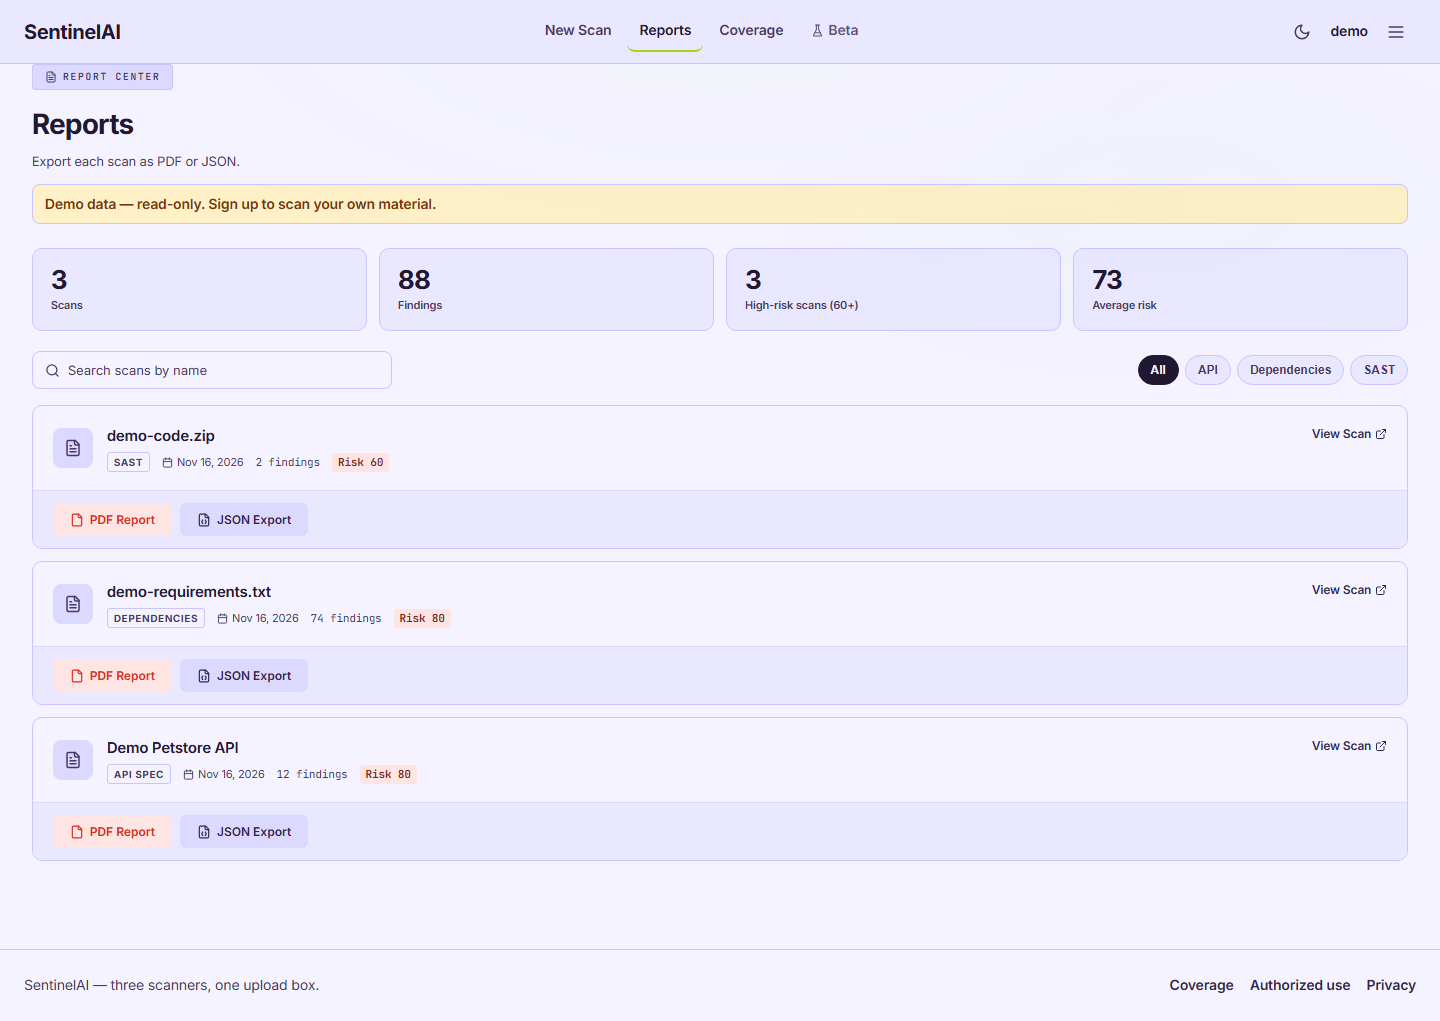 SentinelAI
New Scan
Reports
Coverage
Beta
demo
REPORT CENTER
Reports
Export each scan as PDF or JSON.
Demo data — read-only. Sign up to scan your own material.
3
Scans
88
Findings
3
High-risk scans (60+)
73
Average risk
Search scans by name
All
API
Dependencies
SAST
demo-code.zip
View Scan
SAST
Nov 16, 2026
2 findings
Risk 60
PDF Report
JSON Export
demo-requirements.txt
View Scan
DEPENDENCIES
Nov 16, 2026
74 findings
Risk 80
PDF Report
JSON Export
Demo Petstore API
View Scan
API SPEC
Nov 16, 2026
12 findings
Risk 80
PDF Report
JSON Export
SentinelAI — three scanners, one upload box.
Coverage
Authorized use
Privacy